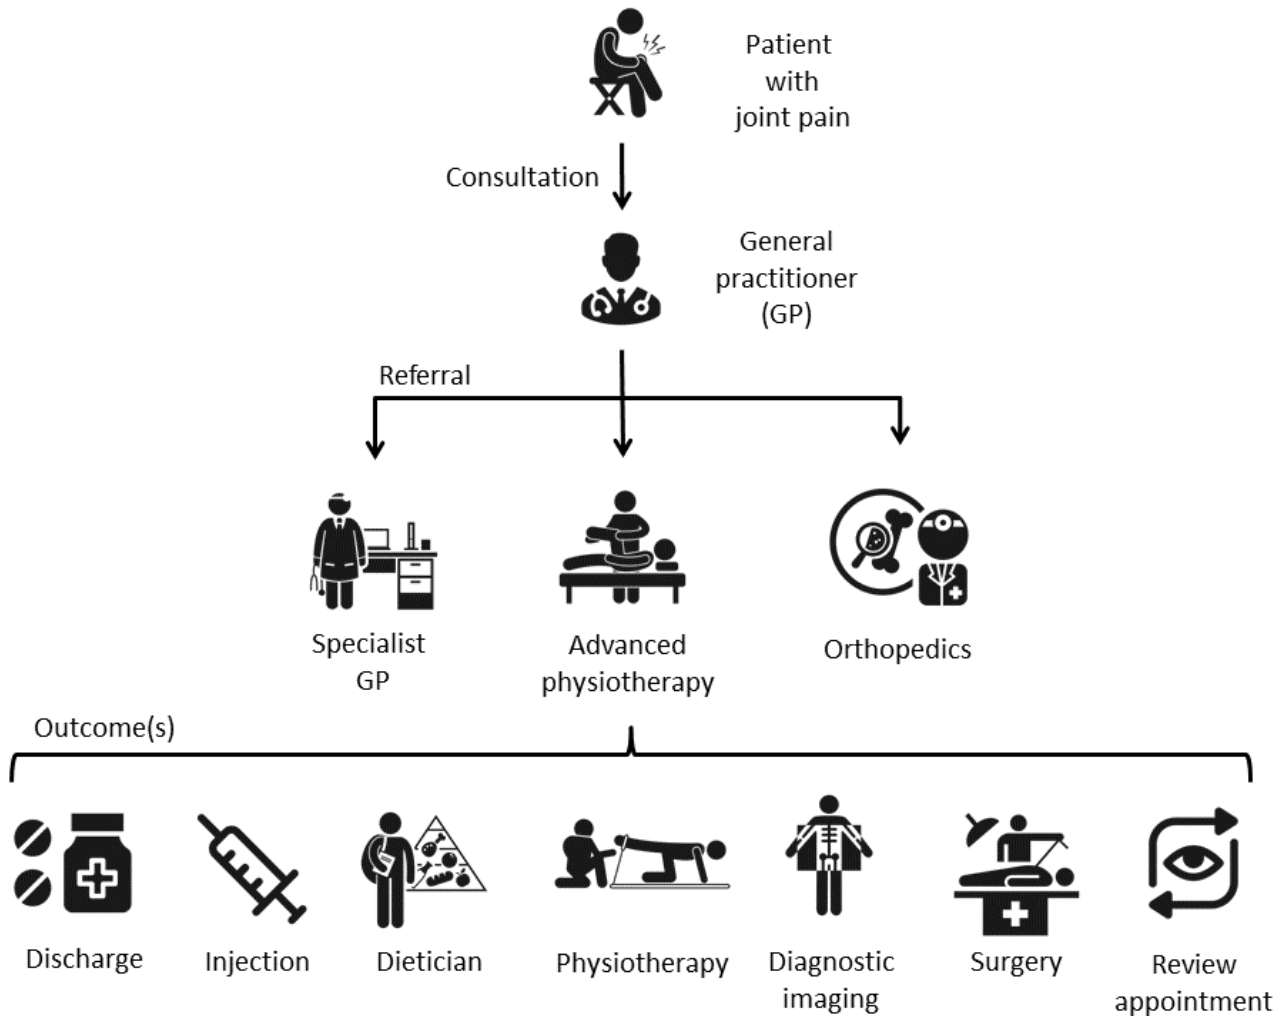 Patient
with
joint pain
Consultation
General
practitioner
(GP)
Referral
Specialist
GP
Advanced
physiotherapy
Orthopedics
Outcome(s)
Discharge
Injection
Dietician
Physiotherapy
Diagnostic
imaging
Surgery
Review
appointment